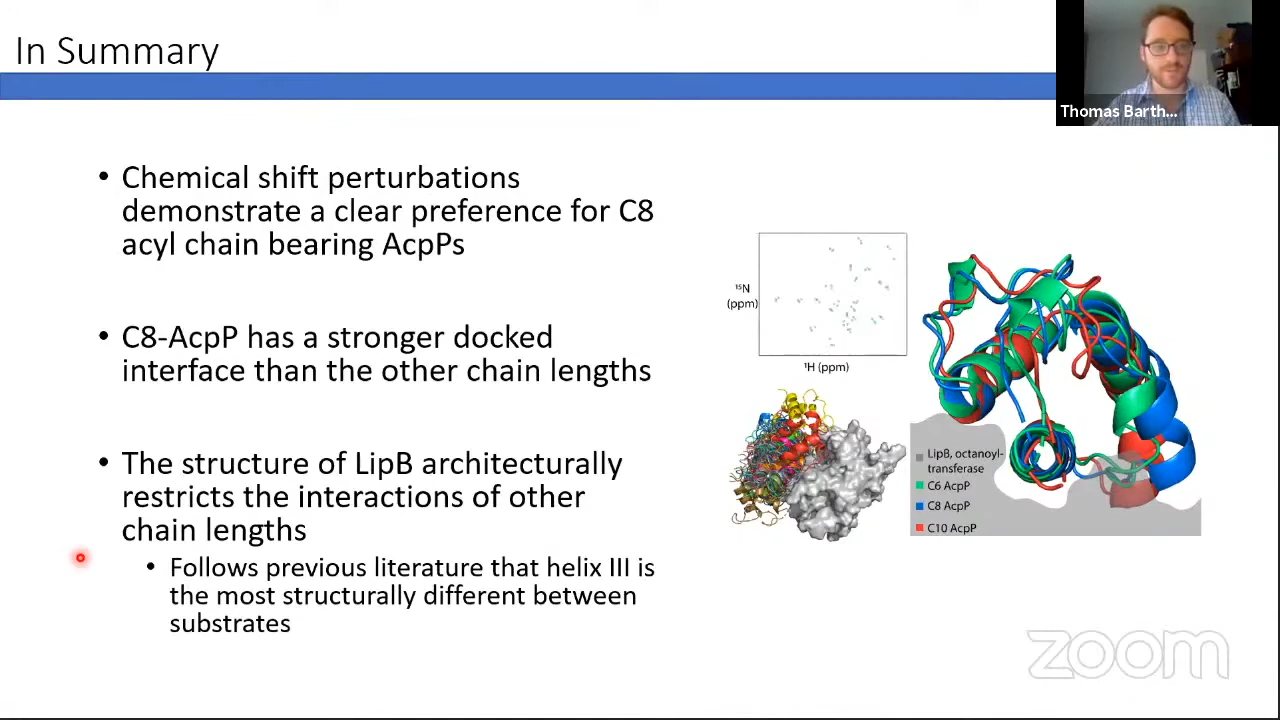 In Summary
Thomas Barth...
• Chemical shift perturbations
demonstrate a clear preference for C8
acyl chain bearing AcpPs
• C8-AcpP has a stronger docked
interface than the other chain lengths
• The structure of LipB architecturally
restricts the interactions of other
chain lengths
• Follows previous literature that helix III is
the most structurally different between
substrates
¹⁵N
(ppm)
¹H (ppm)
LipB, octanoyl-
transferase
C6 AcpP
C8 AcpP
C10 AcpP
zoom